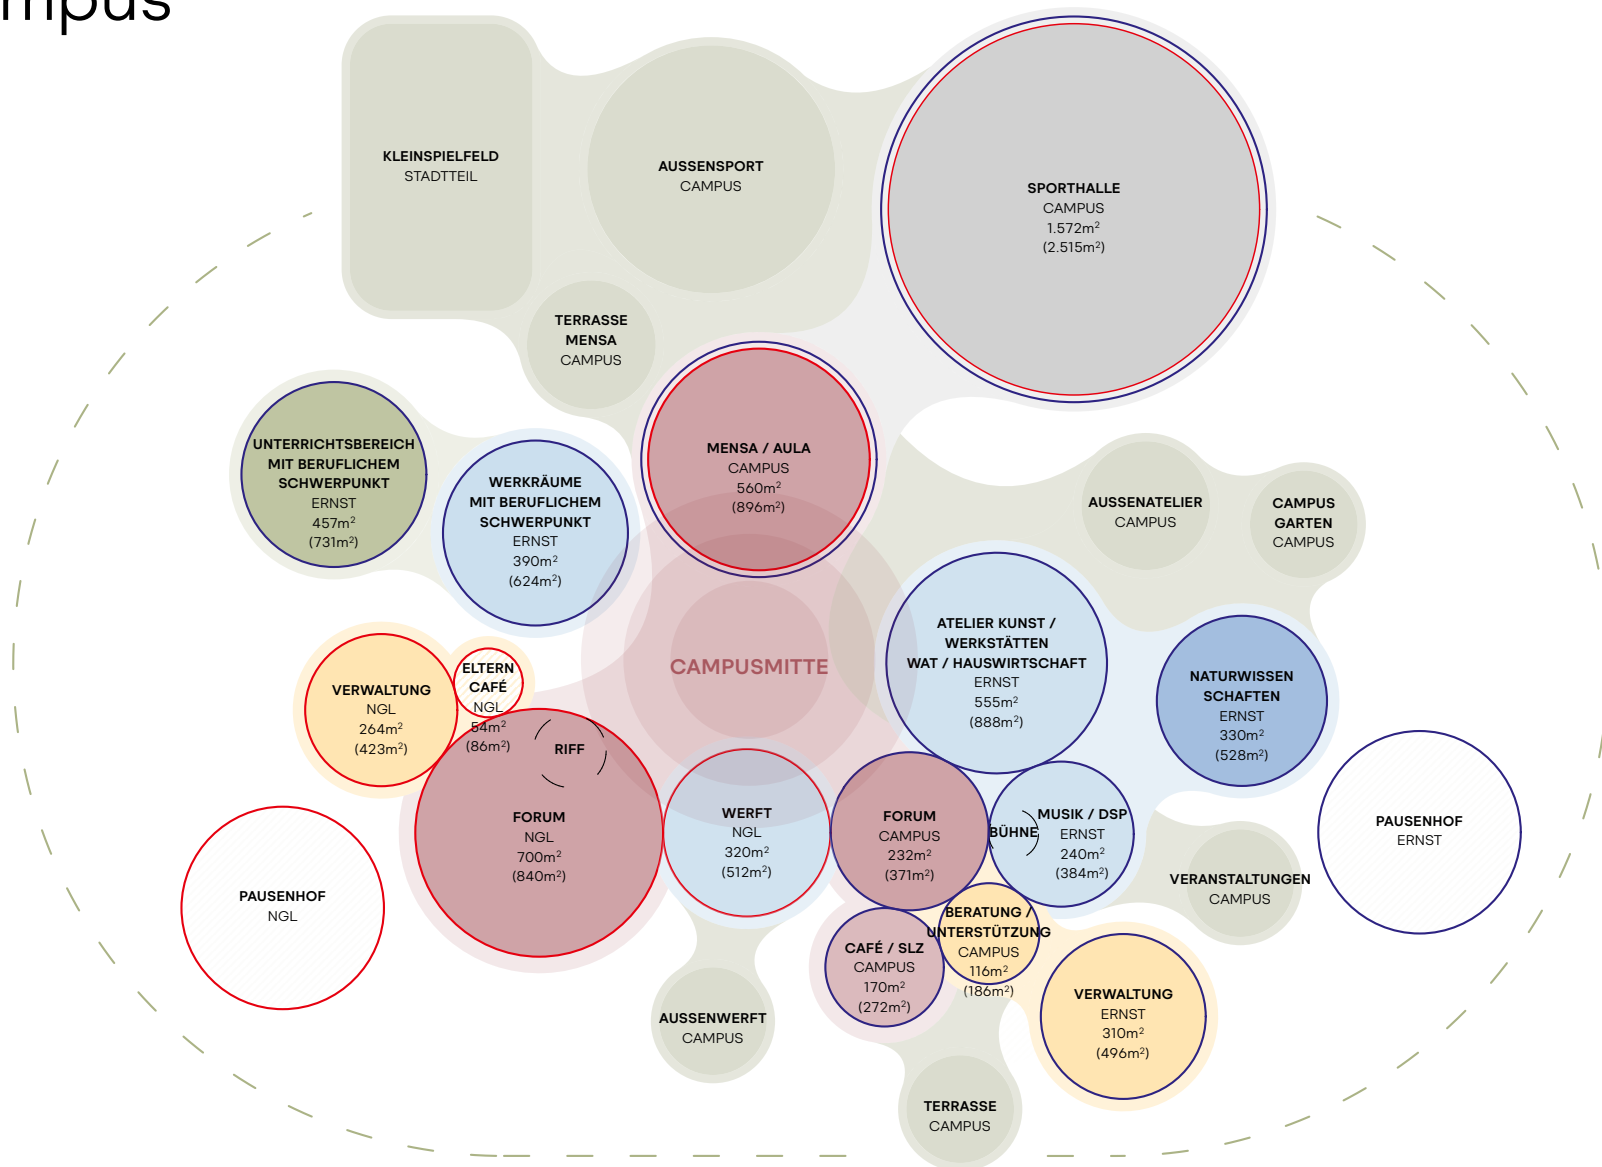 mpus
KLEINSPIELFELD
STADTTEIL
AUSSENSPORT
CAMPUS
SPORTHALLE
CAMPUS
1.572m²
(2.515m²)
TERRASSE
MENSA
CAMPUS
MENSA / AULA
CAMPUS
560m²
(896m²)
UNTERRICHTSBEREICH
MIT BERUFLICHEM
SCHWERPUNKT
ERNST
457m²
(731m²)
WERKRÄUME
MIT BERUFLICHEM
SCHWERPUNKT
ERNST
390m²
(624m²)
AUSSENATELIER
CAMPUS
CAMPUS
GARTEN
CAMPUS
CAMPUSMITTE
ATELIER KUNST /
WERKSTÄTTEN
WAT / HAUSWIRTSCHAFT
ERNST
555m²
(888m²)
NATURWISSEN
SCHAFTEN
ERNST
330m²
(528m²)
VERWALTUNG
NGL
264m²
(423m²)
ELTERN
CAFÉ
NGL
54m²
(86m²)
RIFF
FORUM
NGL
700m²
(840m²)
WERFT
NGL
320m²
(512m²)
FORUM
CAMPUS
232m²
(371m²)
BÜHNE
MUSIK / DSP
ERNST
240m²
(384m²)
PAUSENHOF
ERNST
PAUSENHOF
NGL
VERANSTALTUNGEN
CAMPUS
BERATUNG /
UNTERSTÜTZUNG
CAMPUS
116m²
(186m²)
CAFÉ / SLZ
CAMPUS
170m²
(272m²)
VERWALTUNG
ERNST
310m²
(496m²)
AUSSENWERFT
CAMPUS
TERRASSE
CAMPUS